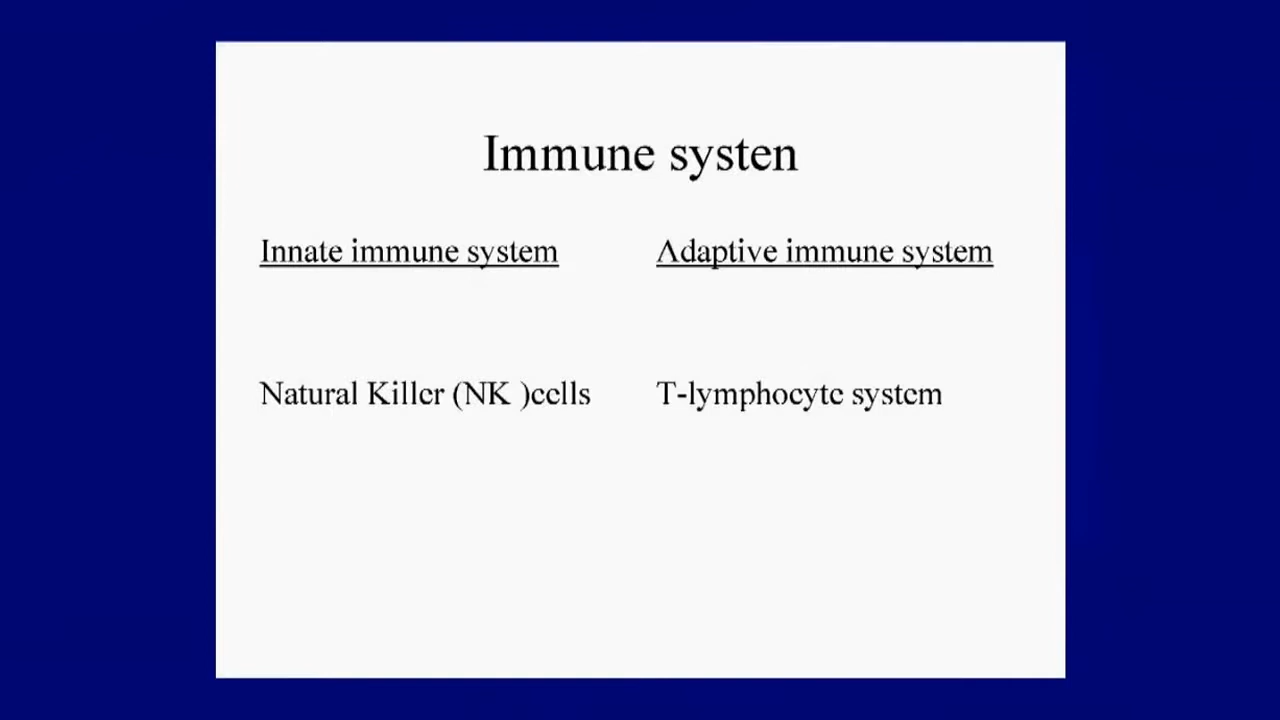 Immune systen
Innate immune system
Adaptive immune system
Natural Killer (NK )cells
T-lymphocyte system